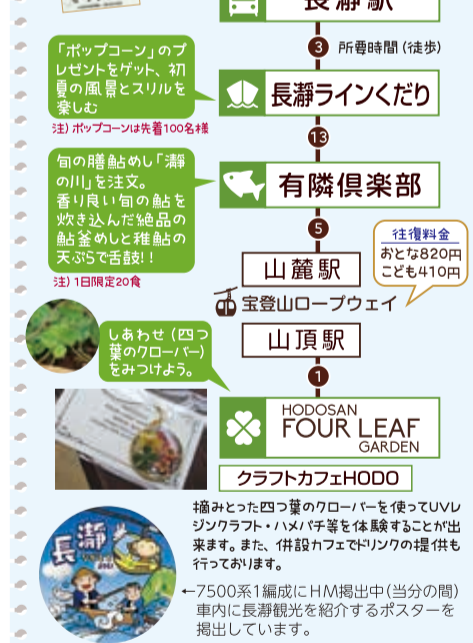 長瀞駅
3 所要時間(徒歩)
「ポップコーン」のプ
レゼントをゲット、初
夏の風景とスリルを
楽しむ
注)ポップコーンは先着100名様
長瀞ラインくだり
13
旬の膳鮎めし「瀞
の川」を注文。
香り良い旬の鮎を
炊き込んだ絶品の
鮎釜めしと稚鮎の
天ぷらで舌鼓!!
注)1日限定20食
有隣倶楽部
5
往復料金
おとな820円
こども410円
山麓駅
宝登山ロープウェイ
山頂駅
しあわせ(四つ
葉のクローバー)
をみつけよう。
1
HODOSAN
FOUR LEAF
GARDEN
クラフトカフェHODO
摘みとった四つ葉のクローバーを使ってUVレ
ジンクラフト・ハメパチ等を体験することが出
来ます。また、併設カフェでドリンクの提供も
行っております。
長瀞
←7500系1編成にHM掲出中(当分の間)
車内に長瀞観光を紹介するポスターを
掲出しています。